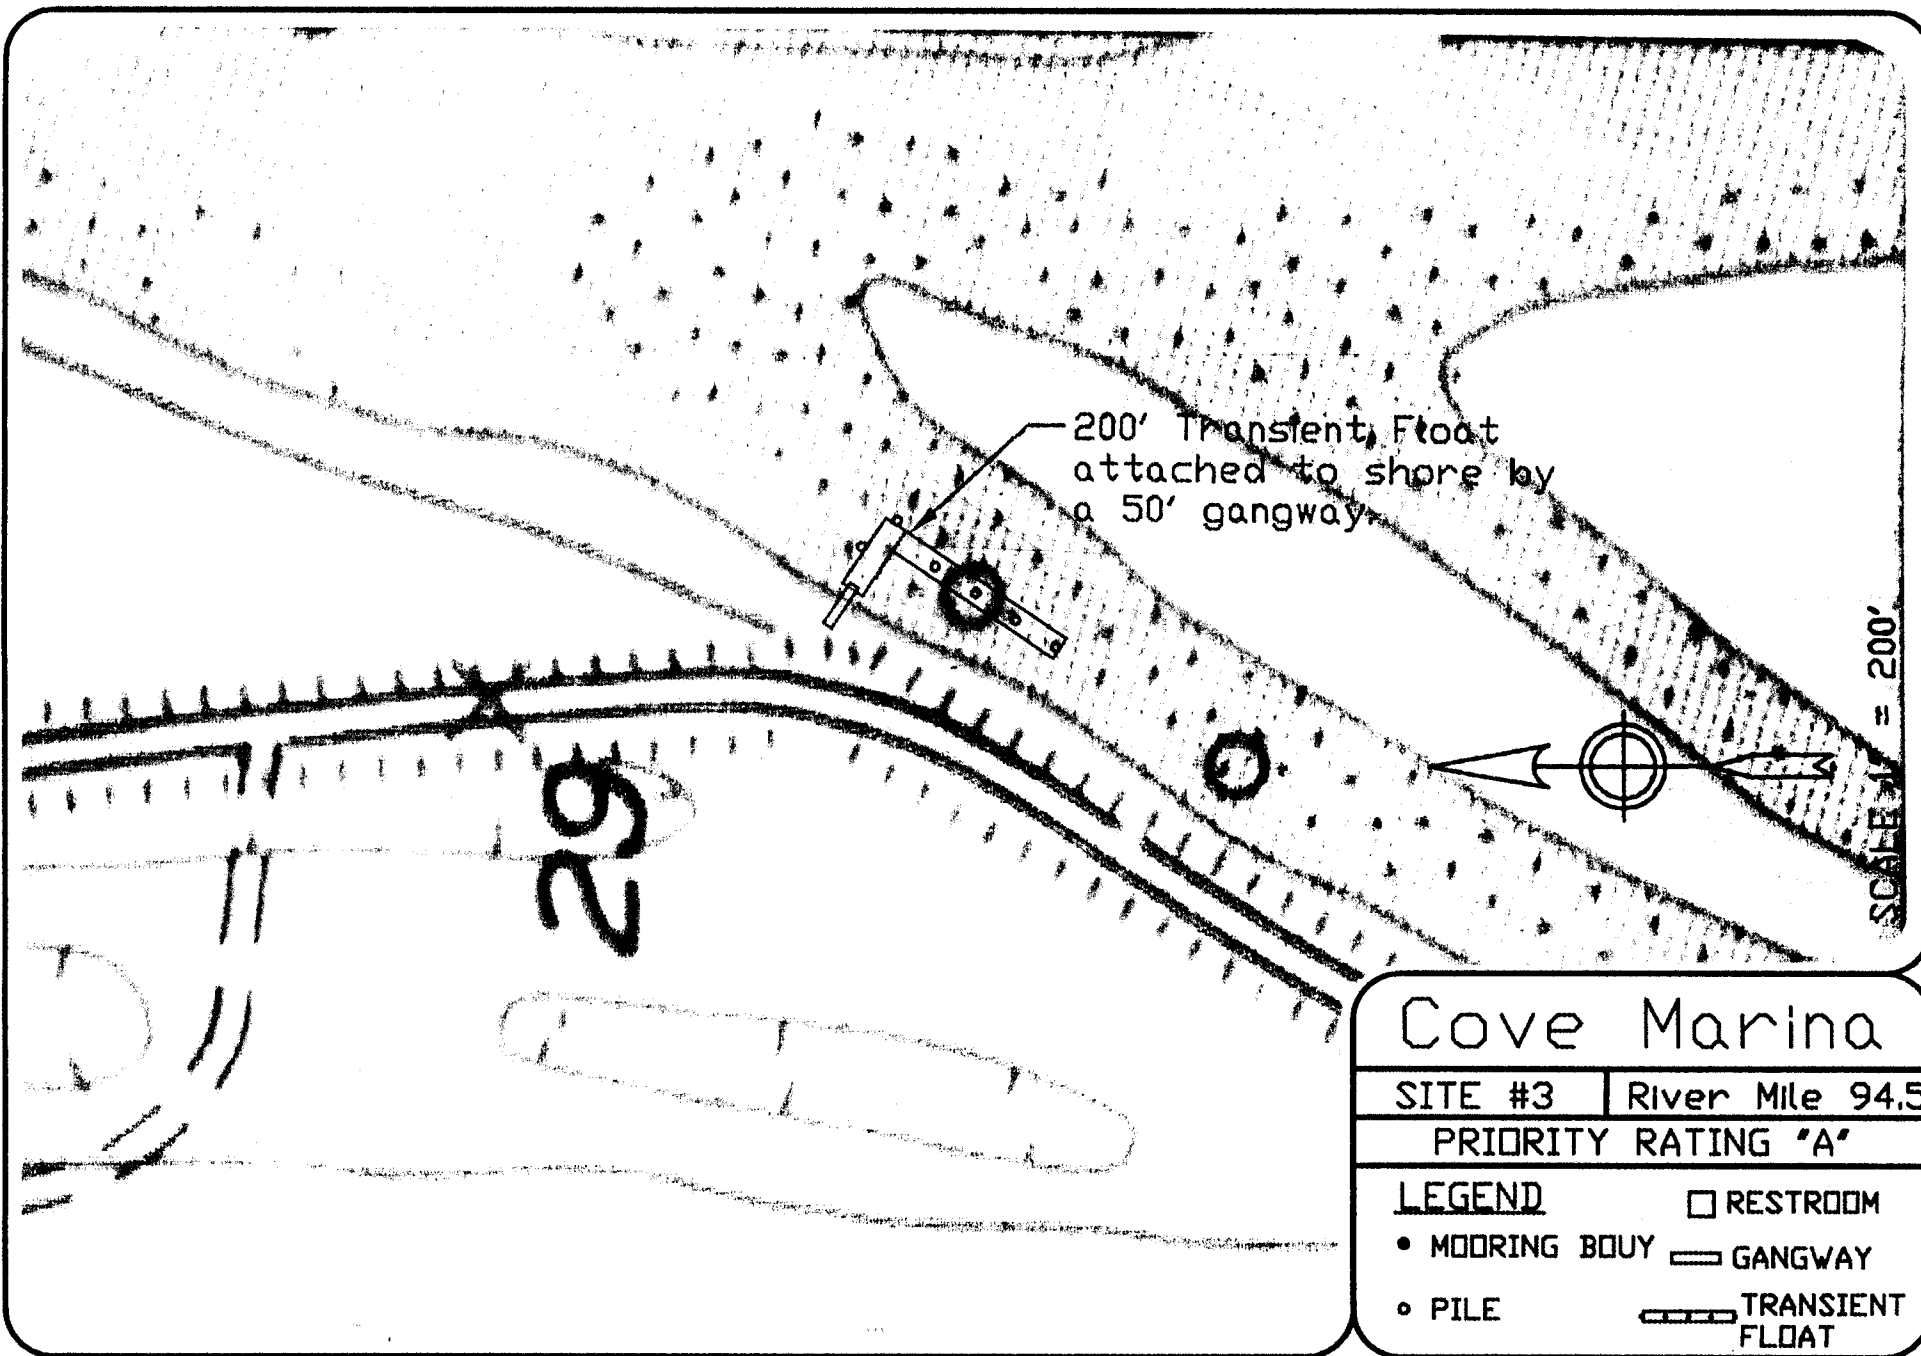 200' Transient Float
attached to shore by
a 50' gangway
29
SCALE 1" = 200'
Cove Marina
SITE #3
River Mile 94.5
PRIORITY RATING "A"
LEGEND
RESTROOM
MOORING BOUY
GANGWAY
PILE
TRANSIENT
FLOAT